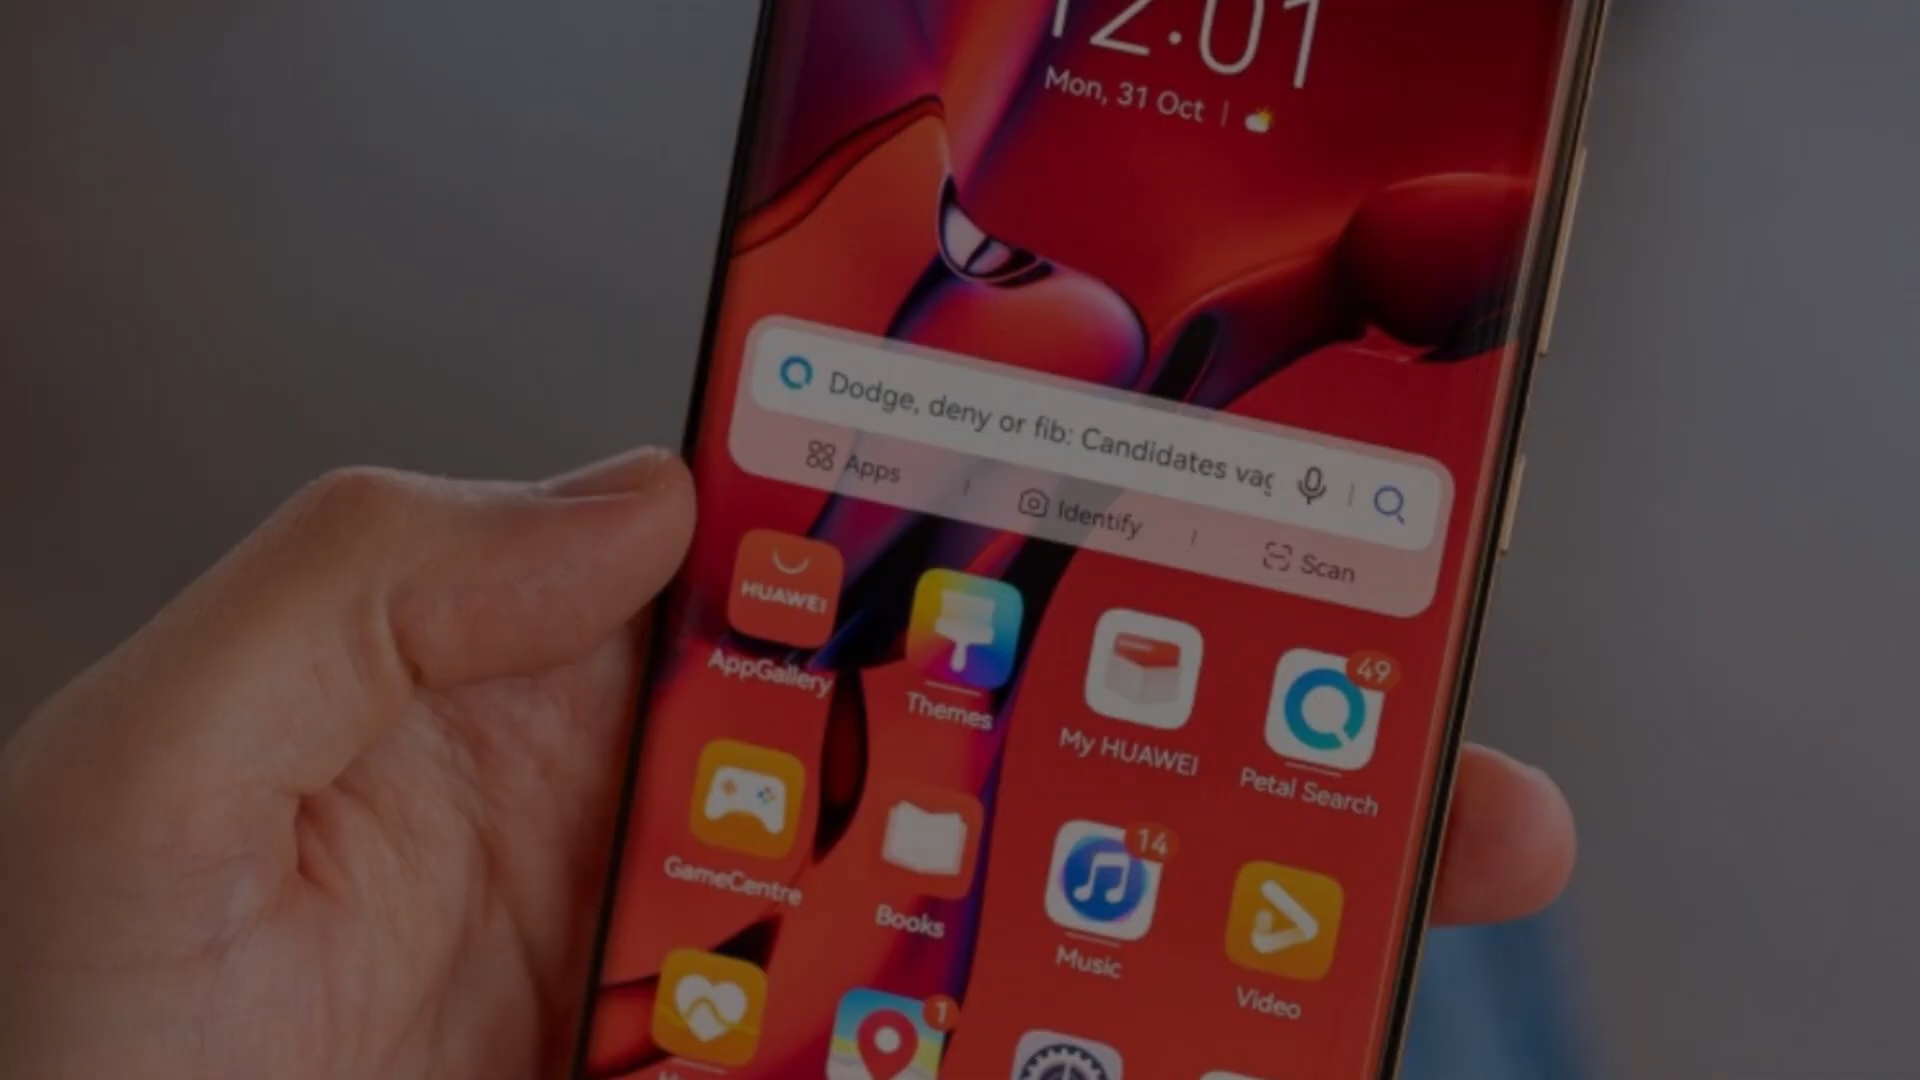 12:01
Mon, 31 Oct
Dodge, deny or fib: Candidates
Apps
Identify
Scan
HUAWEI
AppGallery
Themes
My HUAWEI
49
Petal Search
GameCentre
Books
14
Music
Video
1